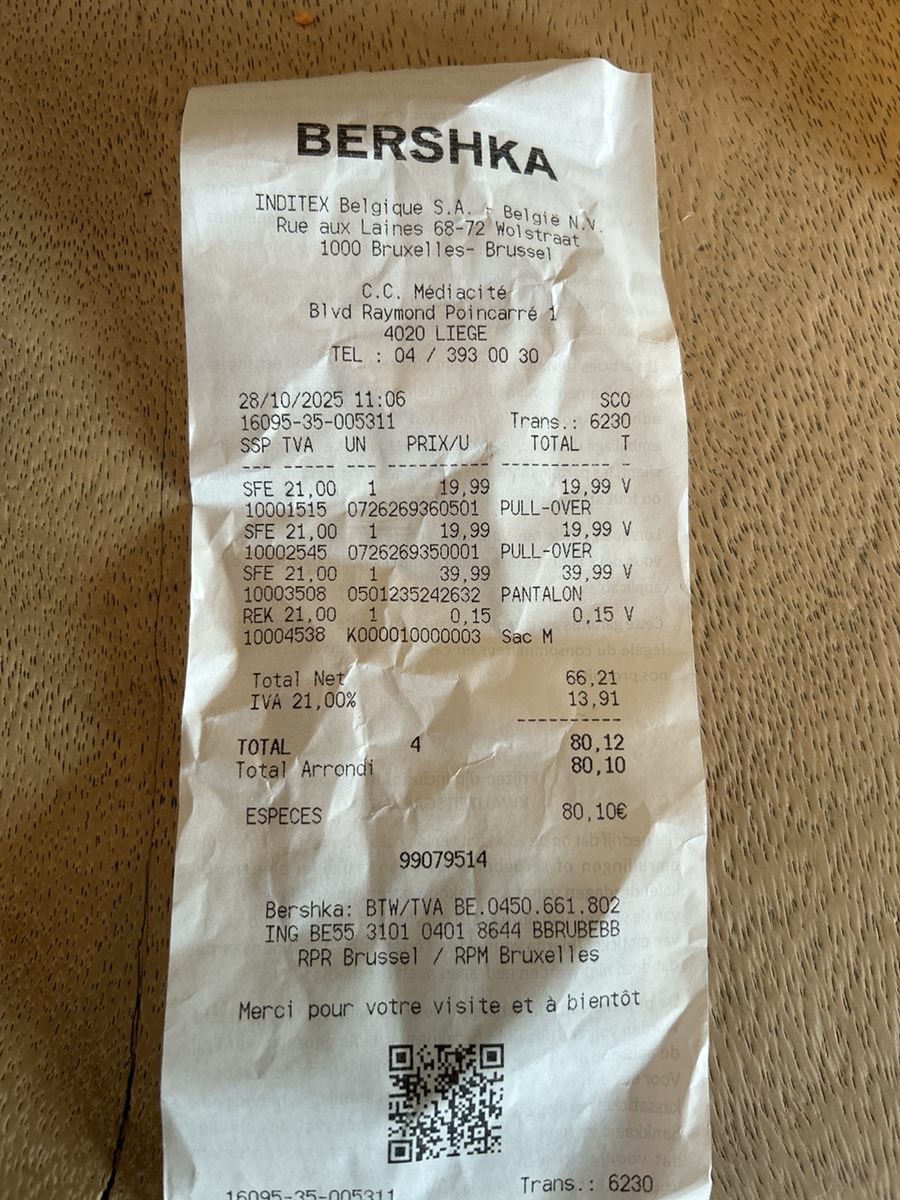 BERSHKA
INDITEX Belgique S.A. - België N.V.
Rue aux Laines 68-72 Wolstraat
1000 Bruxelles- Brussel
C.C. Médiacité
Blvd Raymond Poincarré 1
4020 LIEGE
TEL : 04 / 393 00 30
28/10/2025 11:06 SCO
16095-35-005311 Trans.: 6230
SSP TVA UN PRIX/U TOTAL T
--- ----- --- ---------- ---------- -
SFE 21,00 1 19,99 19,99 V
10001515 0726269360501 PULL-OVER
SFE 21,00 1 19,99 19,99 V
10002545 0726269350001 PULL-OVER
SFE 21,00 1 39,99 39,99 V
10003508 0501235242632 PANTALON
REK 21,00 1 0,15 0,15 V
10004538 K000010000003 Sac M
Total Net 66,21
IVA 21,00% 13,91
----------
TOTAL 4 80,12
Total Arrondi 80,10
ESPECES 80,10€
99079514
Bershka: BTW/TVA BE.0450.661.802
ING BE55 3101 0401 8644 BBRUBEBB
RPR Brussel / RPM Bruxelles
Merci pour votre visite et à bientôt
16095-35-005311 Trans.: 6230